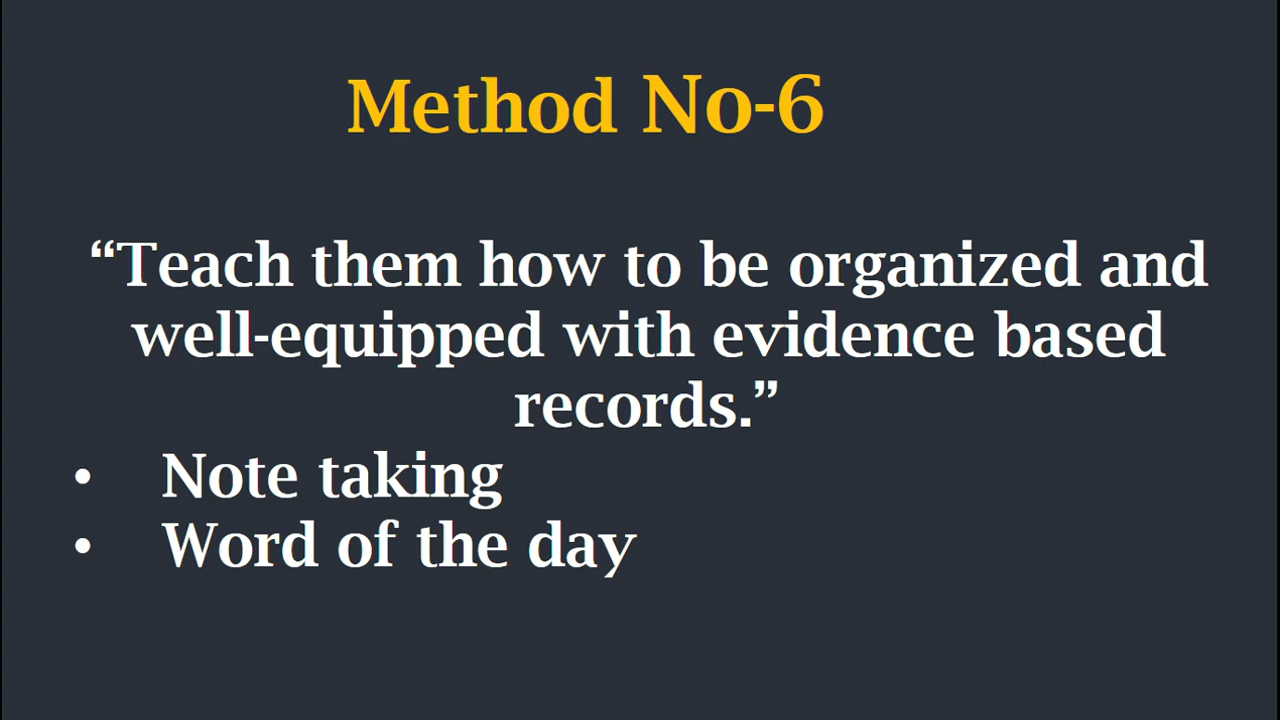 Method No-6
“Teach them how to be organized and
well-equipped with evidence based
records.”
• Note taking
• Word of the day